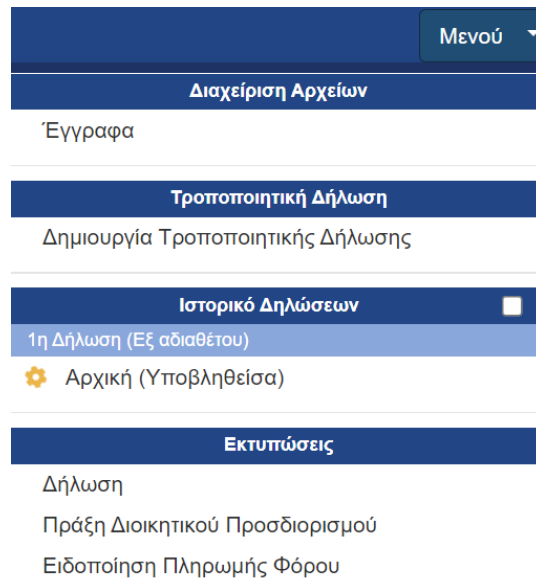 Μενού
Διαχείριση Αρχείων
Έγγραφα
Τροποποιητική Δήλωση
Δημιουργία Τροποποιητικής Δήλωσης
Ιστορικό Δηλώσεων
1η Δήλωση (Εξ αδιαθέτου)
Αρχική (Υποβληθείσα)
Εκτυπώσεις
Δήλωση
Πράξη Διοικητικού Προσδιορισμού
Ειδοποίηση Πληρωμής Φόρου